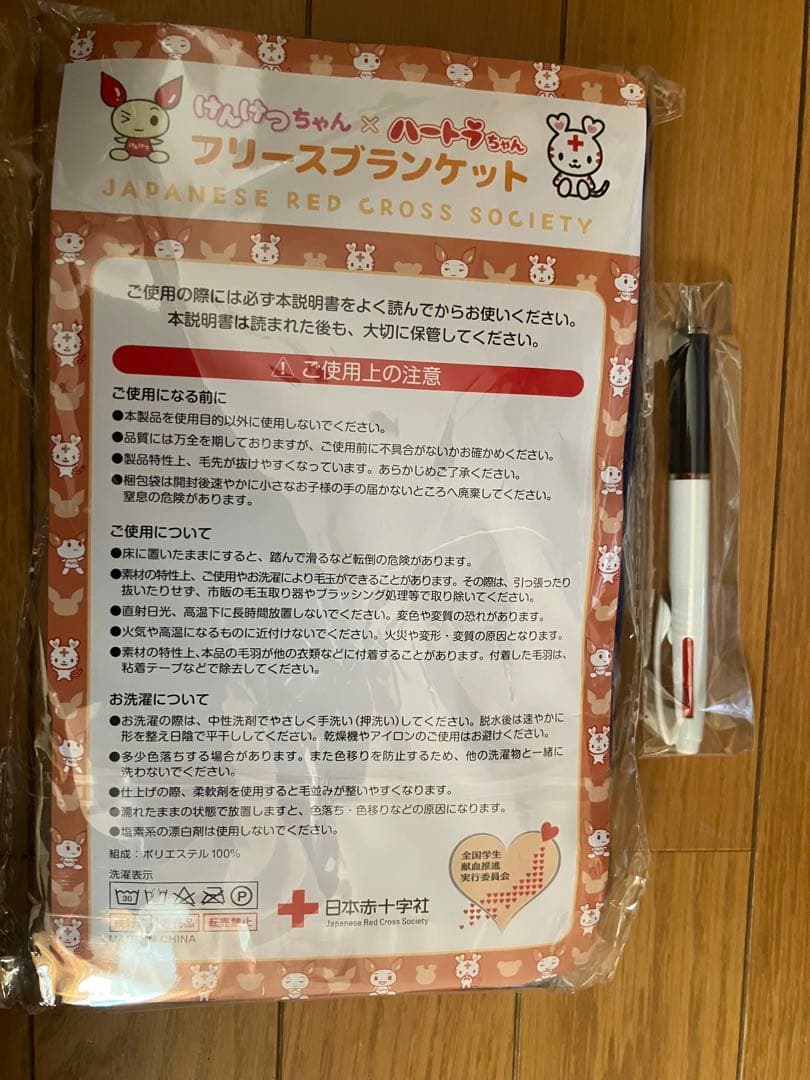 けんけつちゃん×ハートラちゃん
フリースブランケット
JAPANESE RED CROSS SOCIETY
ご使用の際には必ず本説明書をよく読んでからお使いください。
本説明書は読まれた後も、大切に保管してください。
ご使用上の注意
ご使用になる前に
●本製品を使用目的以外に使用しないでください。
●品質には万全を期しておりますが、ご使用前に不具合がないかお確かめください。
●製品特性上、毛先が抜けやすくなっています。あらかじめご了承ください。
●梱包袋は開封後速やかに小さなお子様の手の届かないところへ廃棄してください。
窒息の危険があります。
ご使用について
●床に置いたままにすると、踏んで滑るなど転倒の危険があります。
●素材の特性上、ご使用やお洗濯により毛玉ができることがあります。その際は、引っ張ったり
抜いたりせず、市販の毛玉取り器やブラッシング処理等で取り除いてください。
●直射日光、高温下に長時間放置しないでください。変色や変質の恐れがあります。
●火気や高温になるものに近付けないでください。火災や変形・変質の原因となります。
●素材の特性上、本品の毛羽が他の衣類などに付着することがあります。付着した毛羽は、
粘着テープなどで除去してください。
お洗濯について
●お洗濯の際は、中性洗剤でやさしく手洗い(押洗い)してください。脱水後は速やかに
形を整え日陰で平干ししてください。乾燥機やアイロンのご使用はお避けください。
●多少色落ちする場合があります。また色移りを防止するため、他の洗濯物と一緒に
洗わないでください。
●仕上げの際、柔軟剤を使用すると毛並みが整いやすくなります。
●濡れたままの状態で放置しますと、色落ち・色移りなどの原因になります。
●塩素系の漂白剤は使用しないでください。
組成:ポリエステル100%
洗濯表示
30 P
転売禁止
CHINA
日本赤十字社
Japanese Red Cross Society
全国学生
献血推進
実行委員会